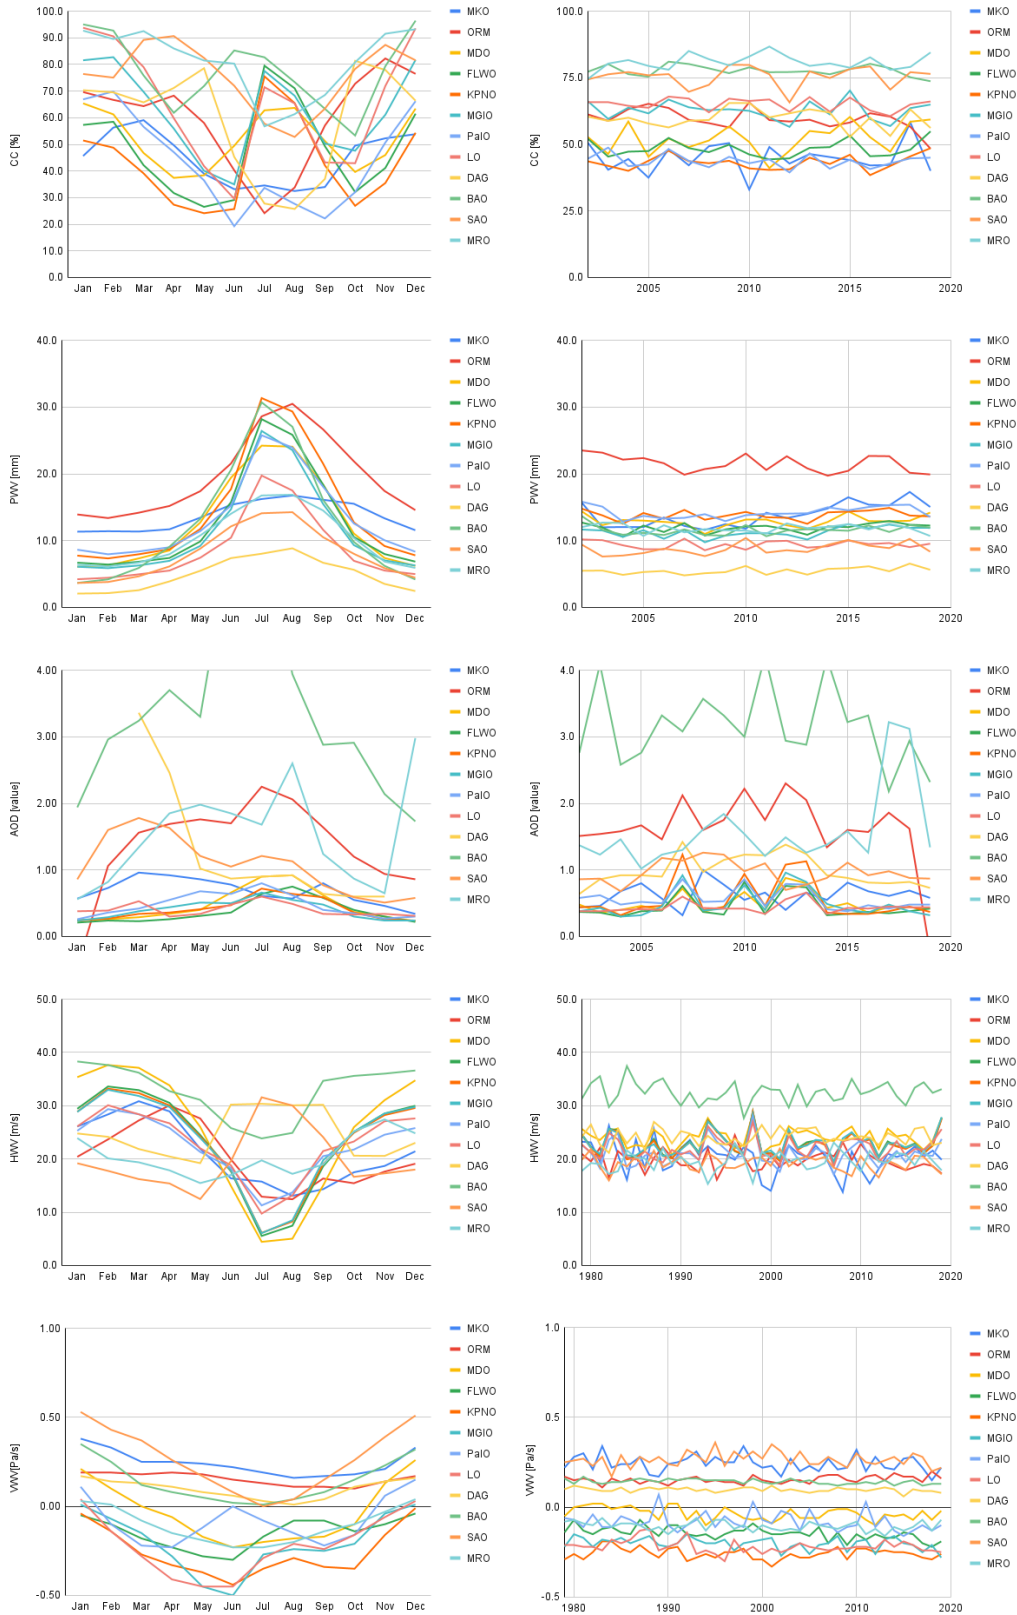 CC [%]
100.0
90.0
80.0
70.0
60.0
50.0
40.0
30.0
20.0
10.0
0.0
Jan Feb Mar Apr May Jun Jul Aug Sep Oct Nov Dec
MKO
ORM
MDO
FLWO
KPNO
MGIO
PalO
LO
DAG
BAO
SAO
MRO
CC [%]
100.0
75.0
50.0
25.0
0.0
2005 2010 2015 2020
MKO
ORM
MDO
FLWO
KPNO
MGIO
PalO
LO
DAG
BAO
SAO
MRO
PWV [mm]
40.0
30.0
20.0
10.0
0.0
Jan Feb Mar Apr May Jun Jul Aug Sep Oct Nov Dec
MKO
ORM
MDO
FLWO
KPNO
MGIO
PalO
LO
DAG
BAO
SAO
MRO
PWV [mm]
40.0
30.0
20.0
10.0
0.0
2005 2010 2015 2020
MKO
ORM
MDO
FLWO
KPNO
MGIO
PalO
LO
DAG
BAO
SAO
MRO
AOD [value]
4.00
3.00
2.00
1.00
0.00
Jan Feb Mar Apr May Jun Jul Aug Sep Oct Nov Dec
MKO
ORM
MDO
FLWO
KPNO
MGIO
PalO
LO
DAG
BAO
SAO
MRO
AOD [value]
4.0
3.0
2.0
1.0
0.0
2005 2010 2015 2020
MKO
ORM
MDO
FLWO
KPNO
MGIO
PalO
LO
DAG
BAO
SAO
MRO
HWV [m/s]
50.0
40.0
30.0
20.0
10.0
0.0
Jan Feb Mar Apr May Jun Jul Aug Sep Oct Nov Dec
MKO
ORM
MDO
FLWO
KPNO
MGIO
PalO
LO
DAG
BAO
SAO
MRO
HWV [m/s]
50.0
40.0
30.0
20.0
10.0
0.0
1980 1990 2000 2010 2020
MKO
ORM
MDO
FLWO
KPNO
MGIO
PalO
LO
DAG
BAO
SAO
MRO
VWV[Pa/s]
1.00
0.50
0.00
-0.50
Jan Feb Mar Apr May Jun Jul Aug Sep Oct Nov Dec
MKO
ORM
MDO
FLWO
KPNO
MGIO
PalO
LO
DAG
BAO
SAO
MRO
VWV [Pa/s]
1.0
0.5
0.0
-0.5
1980 1990 2000 2010 2020
MKO
ORM
MDO
FLWO
KPNO
MGIO
PalO
LO
DAG
BAO
SAO
MRO